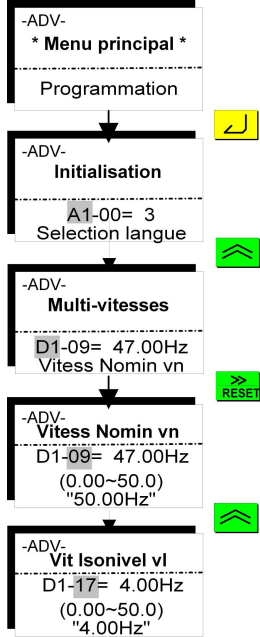 -ADV-
* Menu principal *
Programmation
-ADV-
Initialisation
A1-00= 3
Selection langue
-ADV-
Multi-vitesses
D1-09= 47.00Hz
Vitess Nomin vn
RESET
-ADV-
Vitess Nomin vn
D1-09= 47.00Hz
(0.00~50.0)
"50.00Hz"
-ADV-
Vit Isonivel vl
D1-17= 4.00Hz
(0.00~50.0)
"4.00Hz"